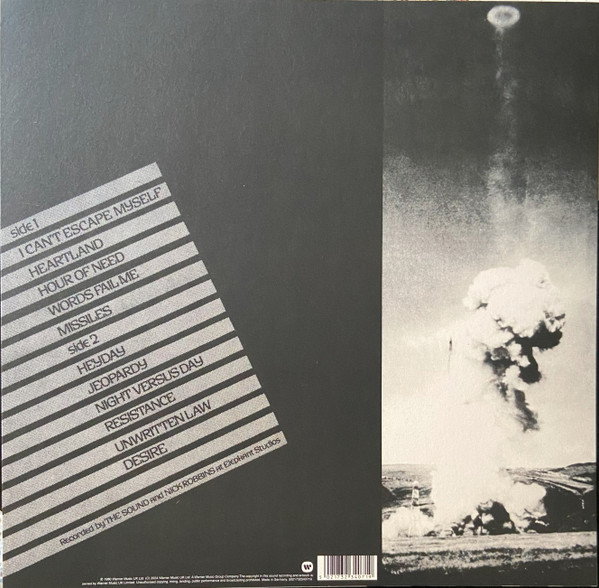 side 1
I CAN'T ESCAPE MYSELF
HEARTLAND
HOUR OF NEED
WORDS FAIL ME
MISSILES
side 2
HEYDAY
JEOPARDY
NIGHT VERSUS DAY
RESISTANCE
UNWRITTEN LAW
DESIRE
Recorded by THE SOUND and NICK ROBBINS at Elephant Studios